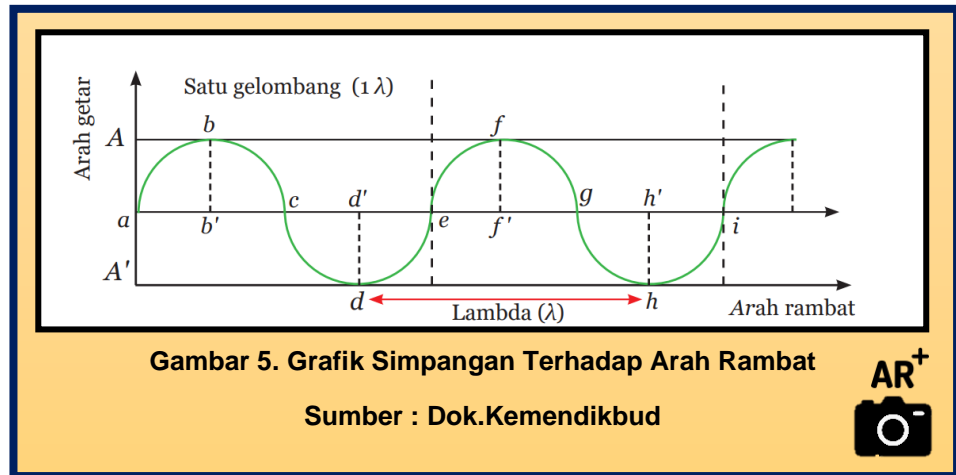 Arah getar
Satu gelombang (1 λ)
A
b
f
a
b'
c
d'
e
f'
g
h'
i
A'
d
Lambda (λ)
h
Arah rambat
Gambar 5. Grafik Simpangan Terhadap Arah Rambat
Sumber : Dok.Kemendikbud
AR+